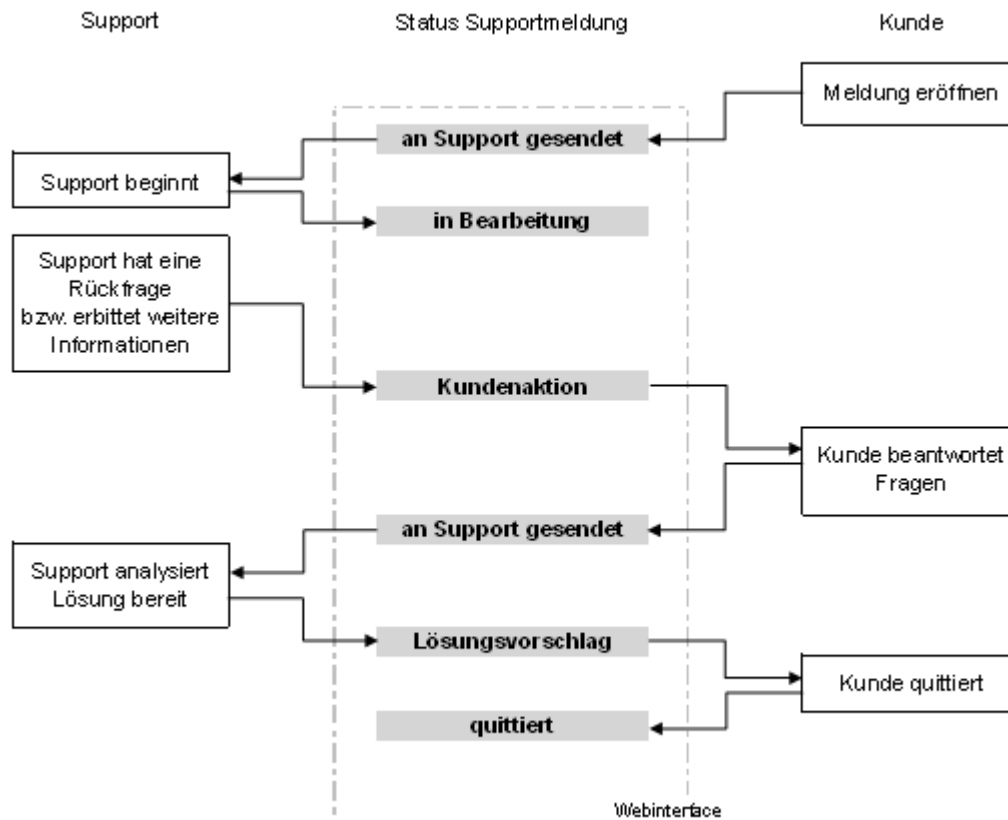 Support
Status Supportmeldung
Kunde
Meldung eröffnen
an Support gesendet
Support beginnt
in Bearbeitung
Support hat eine
Rückfrage
bzw. erbittet weitere
Informationen
Kundenaktion
Kunde beantwortet
Fragen
an Support gesendet
Support analysiert
Lösung bereit
Lösungsvorschlag
Kunde quittiert
quittiert
Webinterface